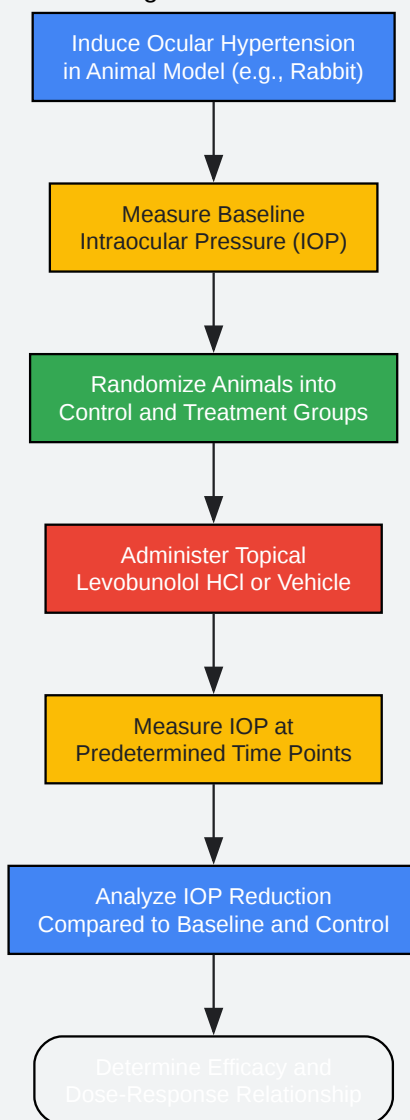 Induce Ocular Hypertension
in Animal Model (e.g., Rabbit)
Measure Baseline
Intraocular Pressure (IOP)
Randomize Animals into
Control and Treatment Groups
Administer Topical
Levobunolol HCl or Vehicle
Measure IOP at
Predetermined Time Points
Analyze IOP Reduction
Compared to Baseline and Control
Determine Efficacy and
Dose-Response Relationship